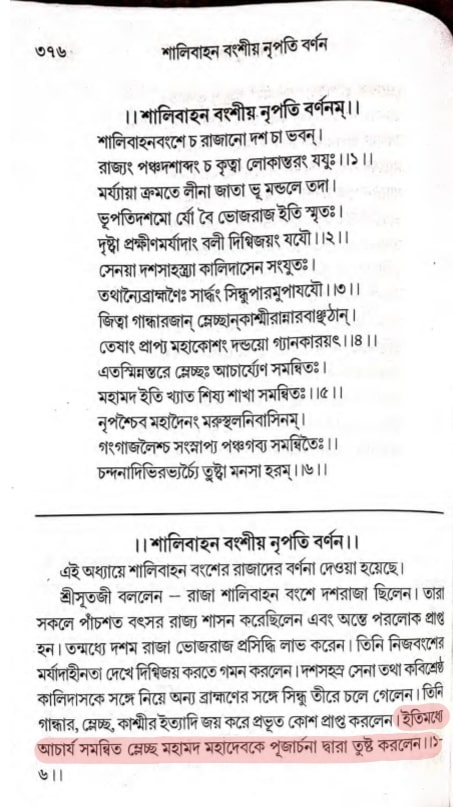 ৩৭৬ শালিবাহন বংশীয় নৃপতি বর্ণন
।।শালিবাহন বংশীয় নৃপতি বর্ণনম্।।
শালিবাহনবংশে চ রাজানো দশ চা ভবন্।
রাজ্যং পঞ্চদশাব্দং চ কৃত্বা লোকান্তরং যযুঃ।।১।।
মর্য্যায়া ক্রমতে লীনা জাতা ভূ মন্ডলে তদা।
ভূপতিদশমো র্যো বৈ ভোজরাজ ইতি স্মৃতঃ।
দৃষ্টা প্রক্ষীণমর্যাদাং বলী দিগ্বিজয়ং যযৌ।।২।।
সেনয়া দশসাহস্ত্র্যা কালিদাসেন সংযুতঃ।
তথান্যৈব্রাহ্মণৈঃ সার্দ্ধং সিন্ধুপারমুপাযযৌ।।৩।।
জিত্বা গান্ধারজান্ ম্লেচ্ছান্‌কাশ্মীরান্নারবাঞ্ছঠান্।
তেষাং প্রাপ্য মহাকোশং দন্ডয়ো গ্যানকারয়ৎ।।৪।।
এতস্মিন্নন্তরে ম্লেচ্ছঃ আচার্য্যেণ সমন্বিতঃ।
মহামদ ইতি খ্যাত শিষ্য শাখা সমন্বিতঃ।।৫।।
নৃপশ্চৈব মহাদৈনং মরুস্থলনিবাসিনম্।
গংগাজলৈশ্চ সংস্নাপ্য পঞ্চগব্য সমন্বিতৈঃ।।
চন্দনাদিভিরভ্যর্চ্যৈ তুষ্টা মনসা হরম্।।৬।।
।।শালিবাহন বংশীয় নৃপতি বর্ণন।।
এই অধ্যায়ে শালিবাহন বংশের রাজাদের বর্ণনা দেওয়া হয়েছে।
শ্রীসূতজী বললেন – রাজা শালিবাহন বংশে দশরাজা ছিলেন। তারা
সকলে পাঁচশত বৎসর রাজ্য শাসন করেছিলেন এবং অন্তে পরলোক প্রাপ্ত
হন। তন্মধ্যে দশম রাজা ভোজরাজ প্রসিদ্ধি লাভ করেন। তিনি নিজবংশের
মর্যাদাহীনতা দেখে দিগ্বিজয় করতে গমন করলেন। দশসহস্র সেনা তথা কবিশ্রেষ্ঠ
কালিদাসকে সঙ্গে নিয়ে অন্য ব্রাহ্মণের সঙ্গে সিন্ধু তীরে চলে গেলেন। তিনি
গান্ধার, ম্লেচ্ছ, কাশ্মীর ইত্যাদি জয় করে প্রভূত কোশ প্রাপ্ত করলেন। ইতিমধ্যে
আচার্য সমন্বিত ম্লেচ্ছ মহামদ মহাদেবকে পূজার্চনা দ্বারা তুষ্ট করলেন।।১-
৬।।